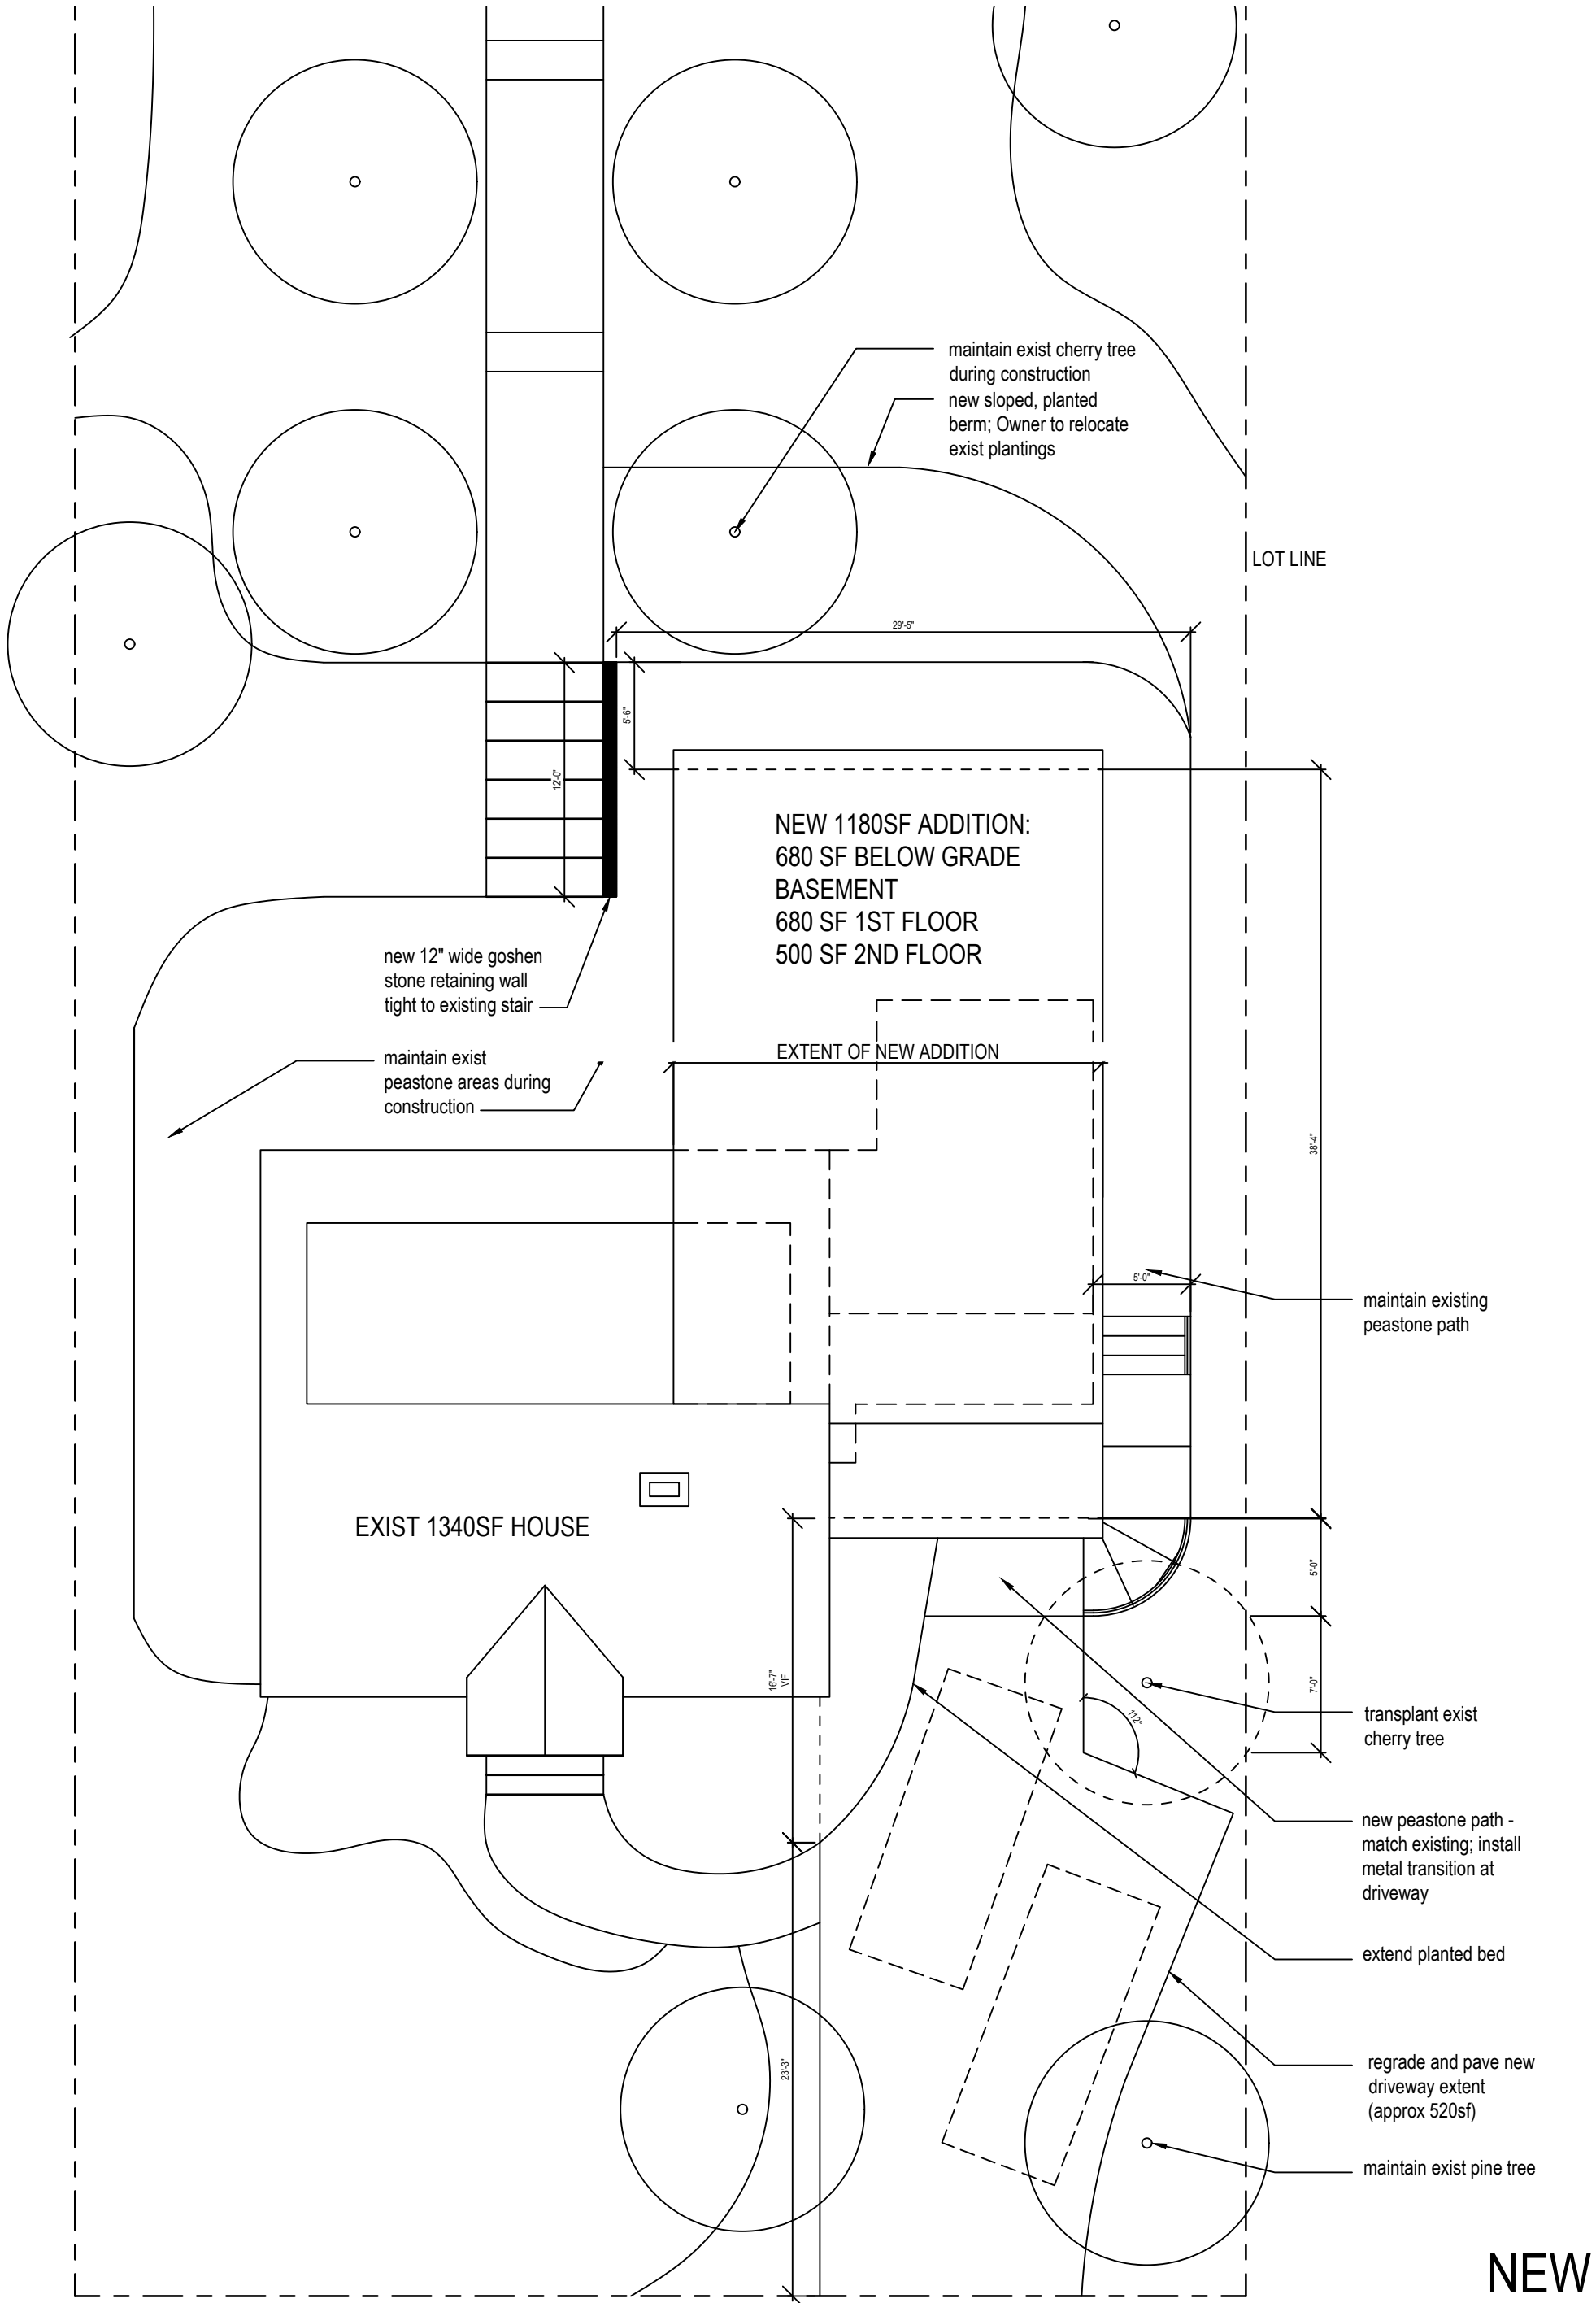 maintain exist cherry tree
during construction
new sloped, planted
berm; Owner to relocate
exist plantings
LOT LINE
29'-5"
5'-6"
12'-0"
NEW 1180SF ADDITION:
680 SF BELOW GRADE
BASEMENT
680 SF 1ST FLOOR
500 SF 2ND FLOOR
new 12" wide goshen
stone retaining wall
tight to existing stair
EXTENT OF NEW ADDITION
maintain exist
peastone areas during
construction
38'-4"
5'-0"
maintain existing
peastone path
EXIST 1340SF HOUSE
5'-0"
16'-7"
VIF
7'-0"
112°
transplant exist
cherry tree
new peastone path -
match existing; install
metal transition at
driveway
extend planted bed
23'-3"
regrade and pave new
driveway extent
(approx 520sf)
maintain exist pine tree
NEW